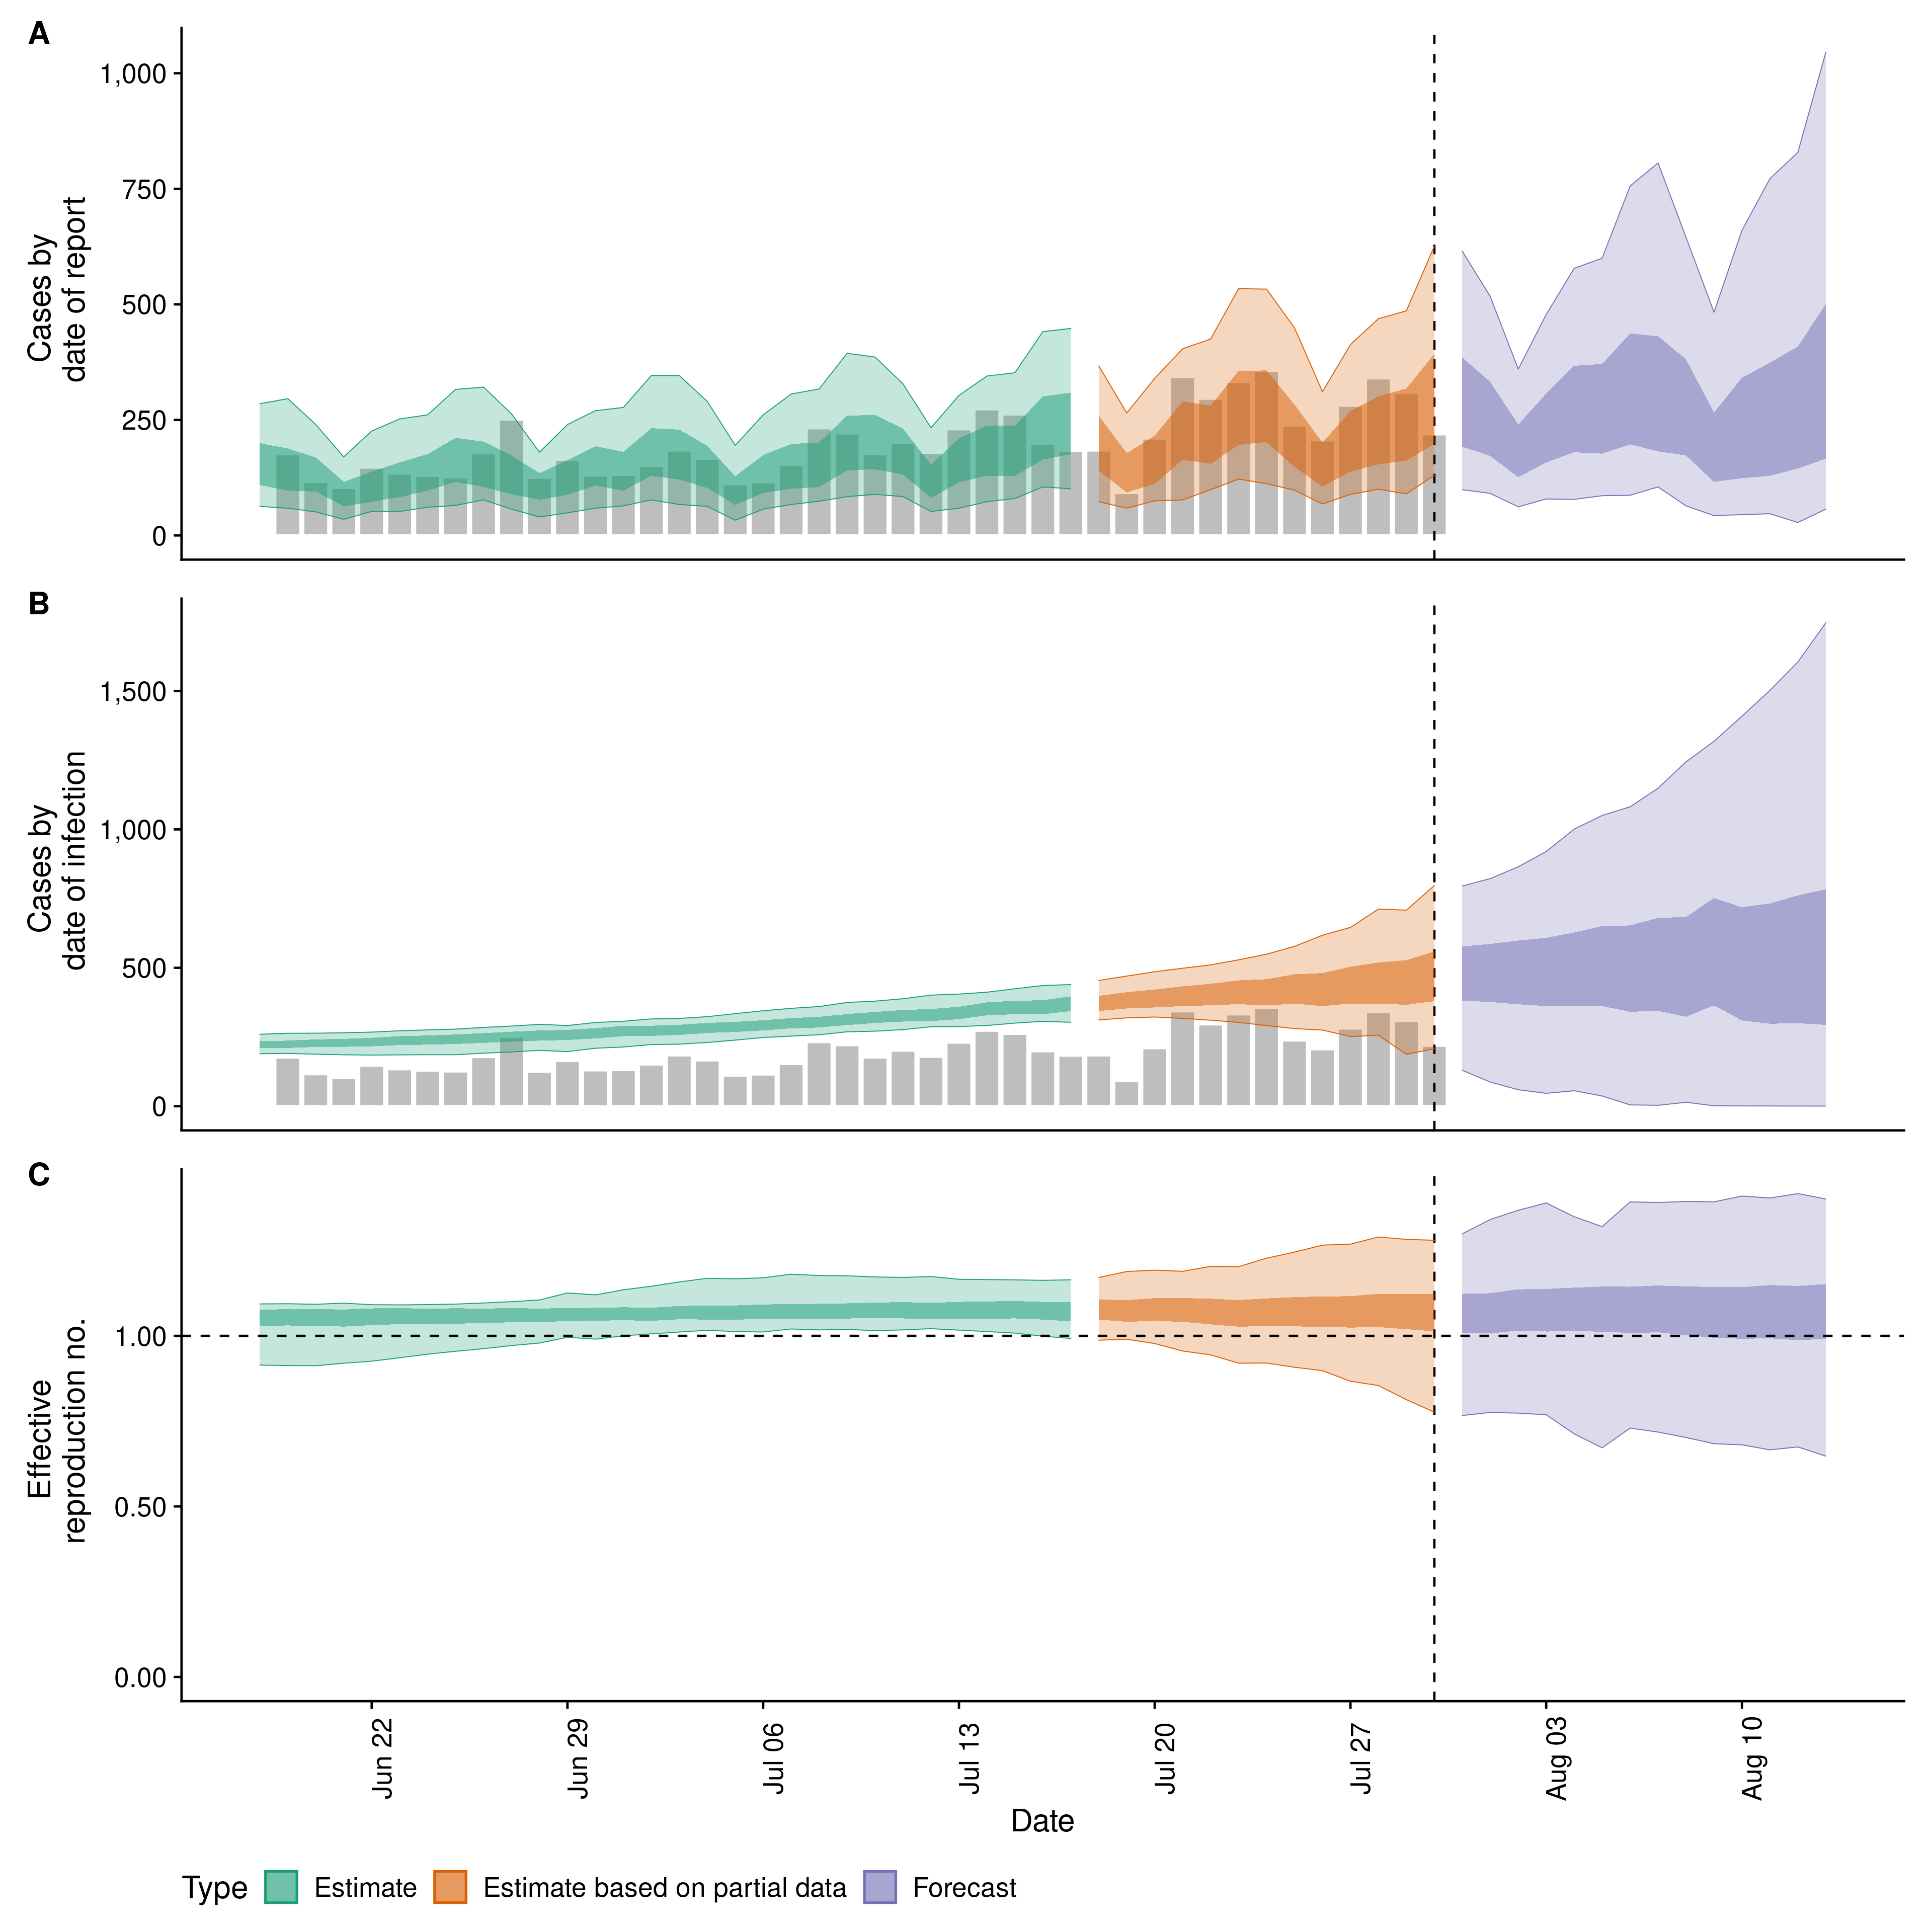 A
Cases by
date of report
1,000
750
500
250
0
B
Cases by
date of infection
1,500
1,000
500
0
C
Effective
reproduction no.
1.00
0.50
0.00
Jun 22
Jun 29
Jul 06
Jul 13
Jul 20
Jul 27
Aug 03
Aug 10
Date
Type Estimate Estimate based on partial data Forecast